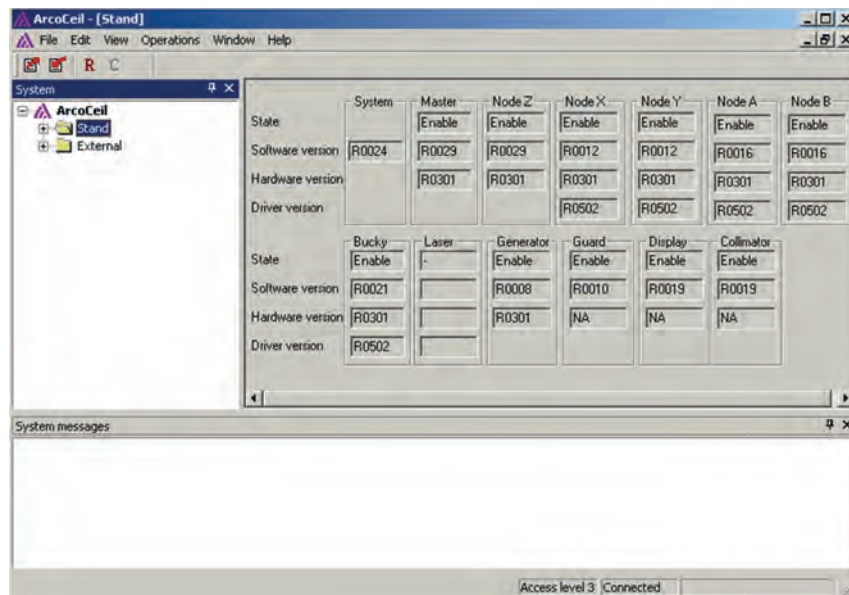 ArcoCeil - [Stand]
File Edit View Operations Window Help
R C
System
ArcoCeil
Stand
External
System Master Node Z Node X Node Y Node A Node B
State Enable Enable Enable Enable Enable Enable
Software version R0024 R0029 R0029 R0012 R0012 R0016 R0016
Hardware version R0301 R0301 R0301 R0301 R0301 R0301
Driver version R0502 R0502 R0502 R0502
Bucky Laser Generator Guard Display Collimator
State Enable - Enable Enable Enable Enable
Software version R0021 R0008 R0010 R0019 R0019
Hardware version R0301 R0301 NA NA NA
Driver version R0502
System messages
Access level 3 Connected